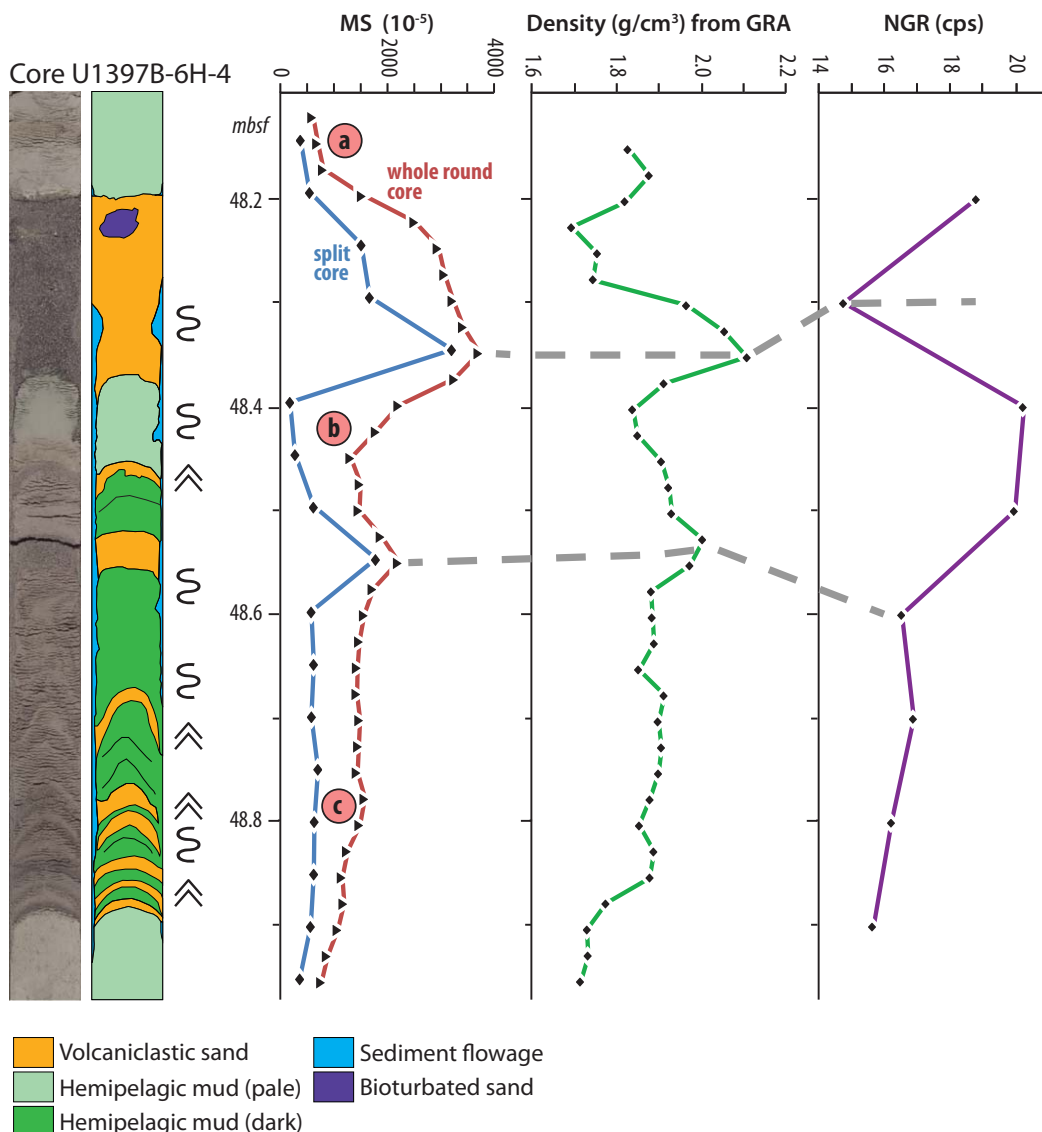 MS (10⁻⁵)
Density (g/cm³) from GRA
NGR (cps)
0
2000
4000
1.6
1.8
2.0
2.2
14
16
18
20
Core U1397B-6H-4
mbsf
a
whole round
core
48.2
split
core
48.4
b
48.6
c
48.8
Volcaniclastic sand
Sediment flowage
Hemipelagic mud (pale)
Bioturbated sand
Hemipelagic mud (dark)